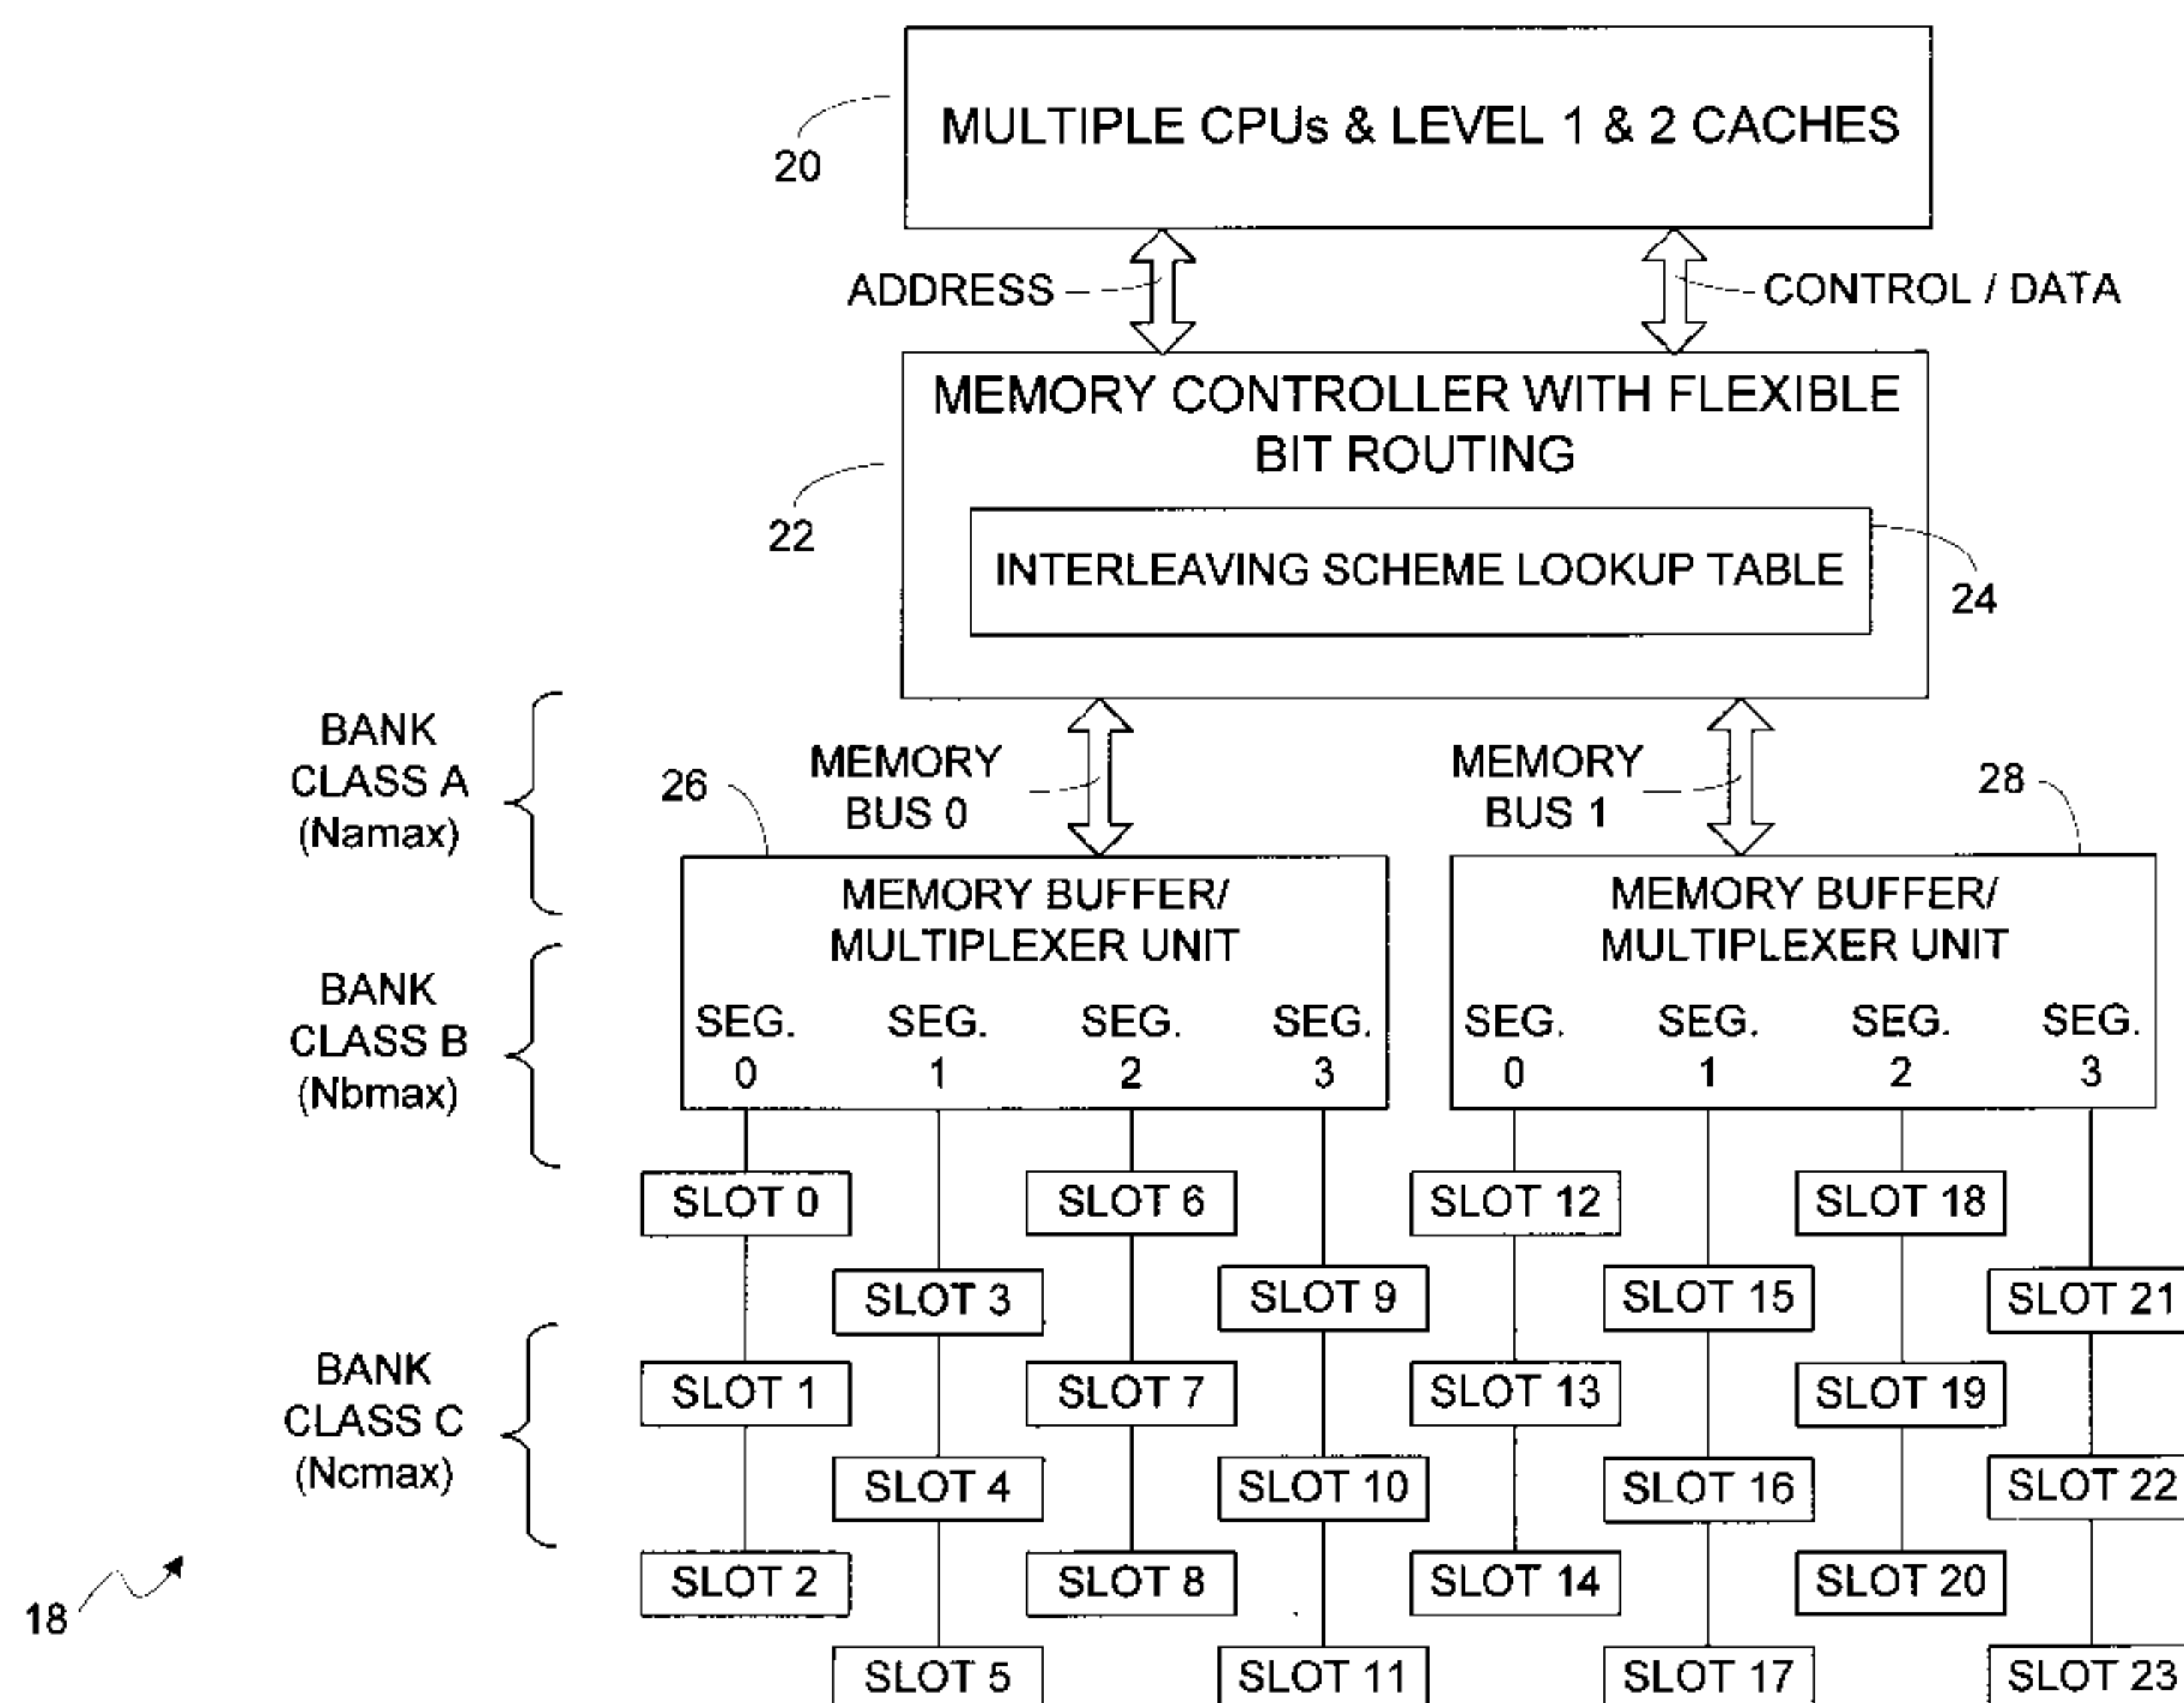 MULTIPLE CPUs & LEVEL 1 & 2 CACHES
20
ADDRESS
CONTROL / DATA
MEMORY CONTROLLER WITH FLEXIBLE
BIT ROUTING
22
INTERLEAVING SCHEME LOOKUP TABLE
24
BANK
CLASS A
(Namax)
26
MEMORY
BUS 0
MEMORY
BUS 1
28
MEMORY BUFFER/
MULTIPLEXER UNIT
SEG. SEG. SEG. SEG.
0 1 2 3
MEMORY BUFFER/
MULTIPLEXER UNIT
SEG. SEG. SEG. SEG.
0 1 2 3
BANK
CLASS B
(Nbmax)
SLOT 0 SLOT 6 SLOT 12 SLOT 18
SLOT 3 SLOT 9 SLOT 15 SLOT 21
BANK
CLASS C
(Ncmax)
SLOT 1 SLOT 7 SLOT 13 SLOT 19
SLOT 4 SLOT 10 SLOT 16 SLOT 22
SLOT 2 SLOT 8 SLOT 14 SLOT 20
18
SLOT 5 SLOT 11 SLOT 17 SLOT 23